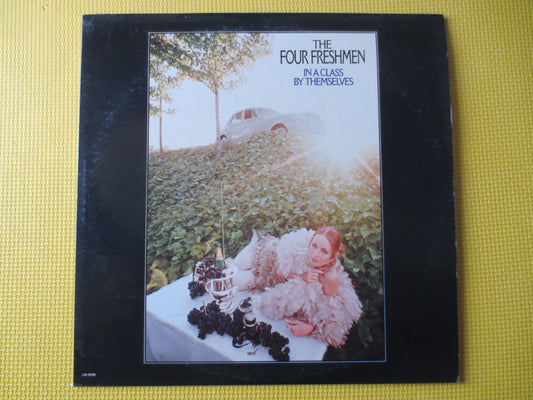 THE
FOUR FRESHMEN
IN A CLASS
BY THEMSELVES